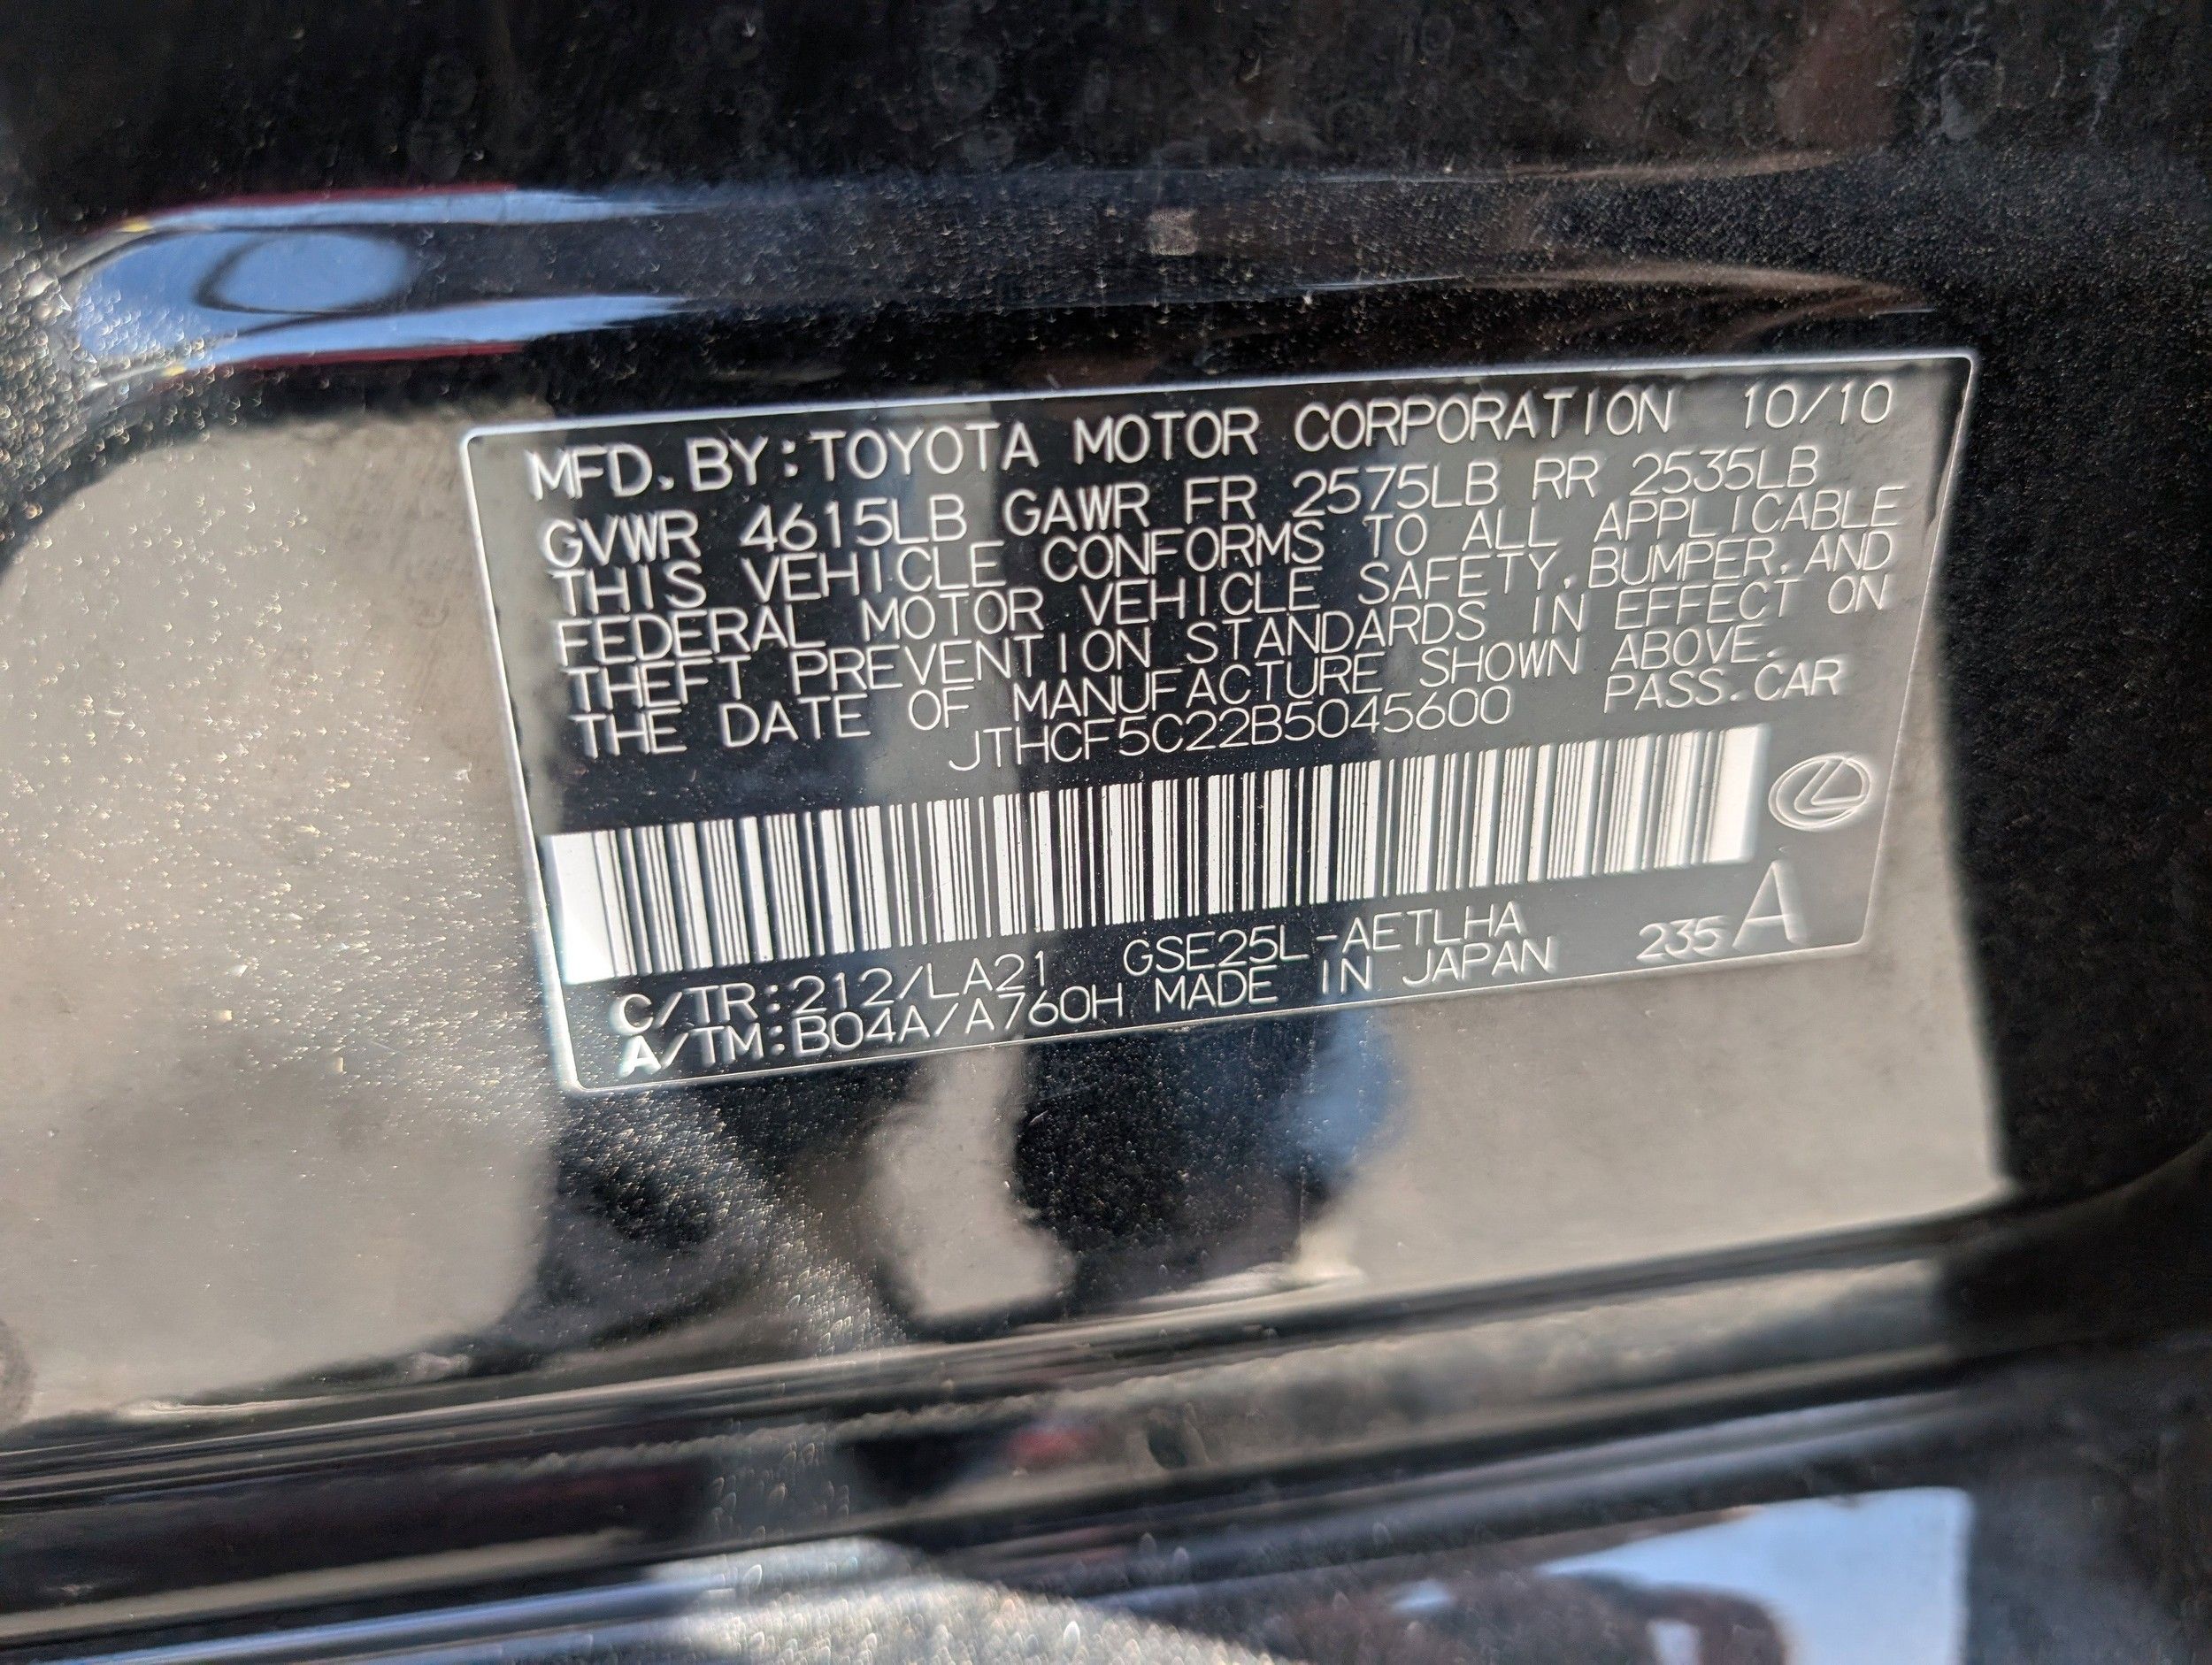 MFD. BY: TOYOTA MOTOR CORPORATION 10/10
GVWR 4615LB GAWR FR 2575LB RR 2535LB
THIS VEHICLE CONFORMS TO ALL APPLICABLE
FEDERAL MOTOR VEHICLE SAFETY, BUMPER, AND
THEFT PREVENTION STANDARDS IN EFFECT ON
THE DATE OF MANUFACTURE SHOWN ABOVE.
JTHCF5C22B5045600 PASS. CAR
C/TR: 212/LA21 GSE25L-AETLHA
A/TM: B04A/A760H MADE IN JAPAN 235 A